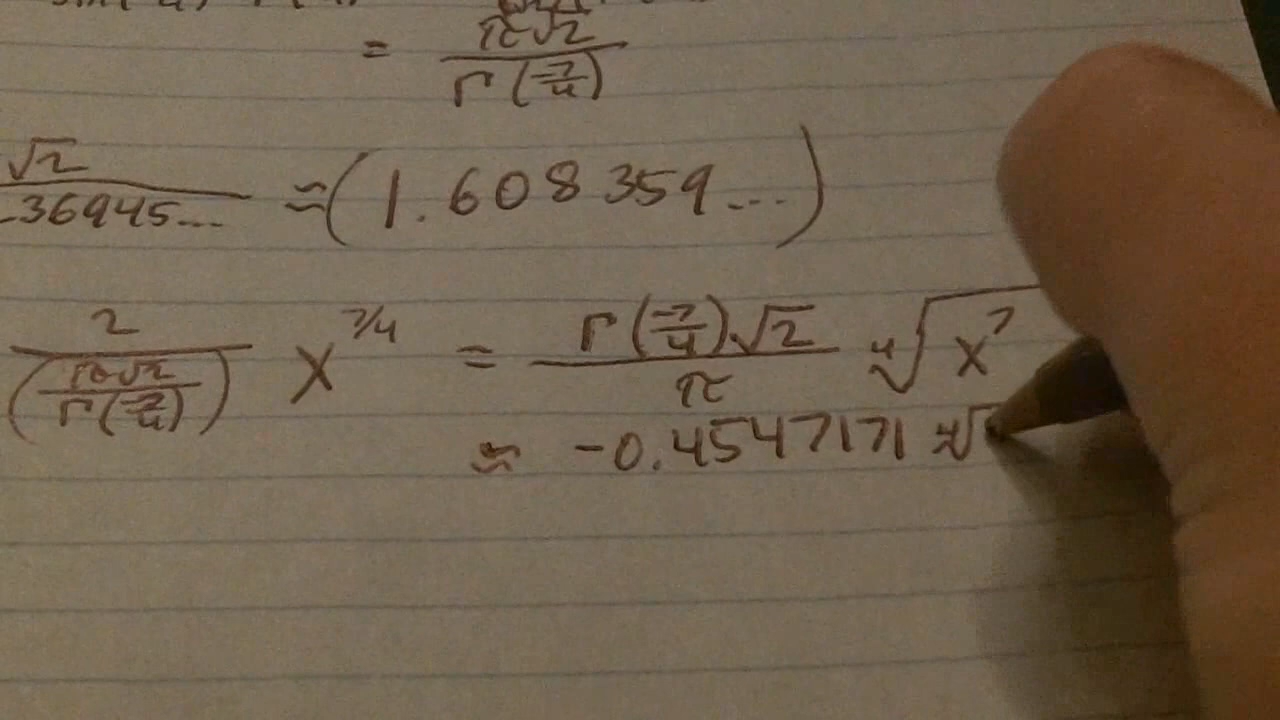 = π√2 / Γ(-7/4)
√2 / -36945... ≈ (1.608359...)
2 / (π√2 / Γ(-7/4)) x^7/4 = Γ(-7/4)√2 / π ⁴√x^7
≈ -0.4547171 ⁴√